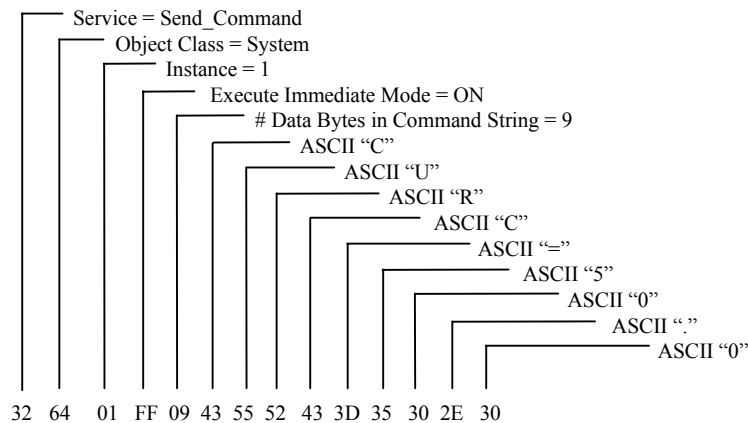 Service = Send_Command
Object Class = System
Instance = 1
Execute Immediate Mode = ON
# Data Bytes in Command String = 9
ASCII “C”
ASCII “U”
ASCII “R”
ASCII “C”
ASCII “=”
ASCII “5”
ASCII “0”
ASCII “.”
ASCII “0”
32 64 01 FF 09 43 55 52 43 3D 35 30 2E 30